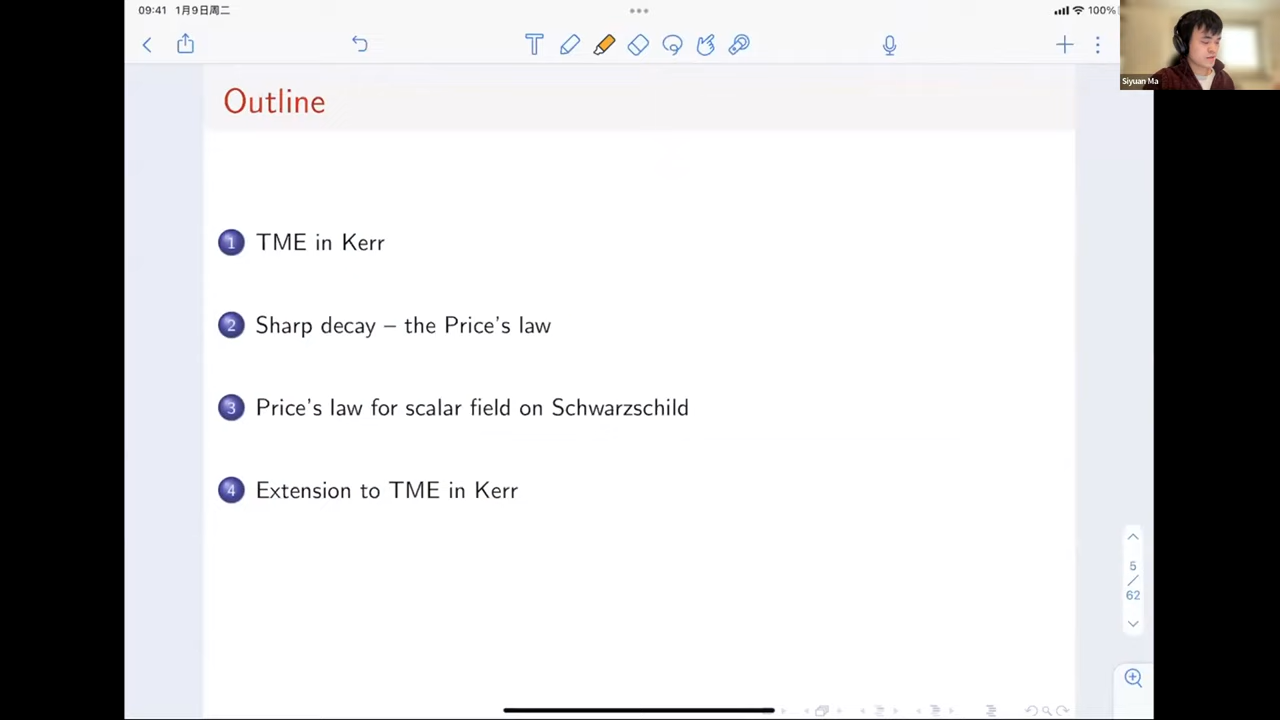 09:41 1月9日周二
100%
Siyuan Ma
Outline
1 TME in Kerr
2 Sharp decay – the Price's law
3 Price's law for scalar field on Schwarzschild
4 Extension to TME in Kerr
5
/
62